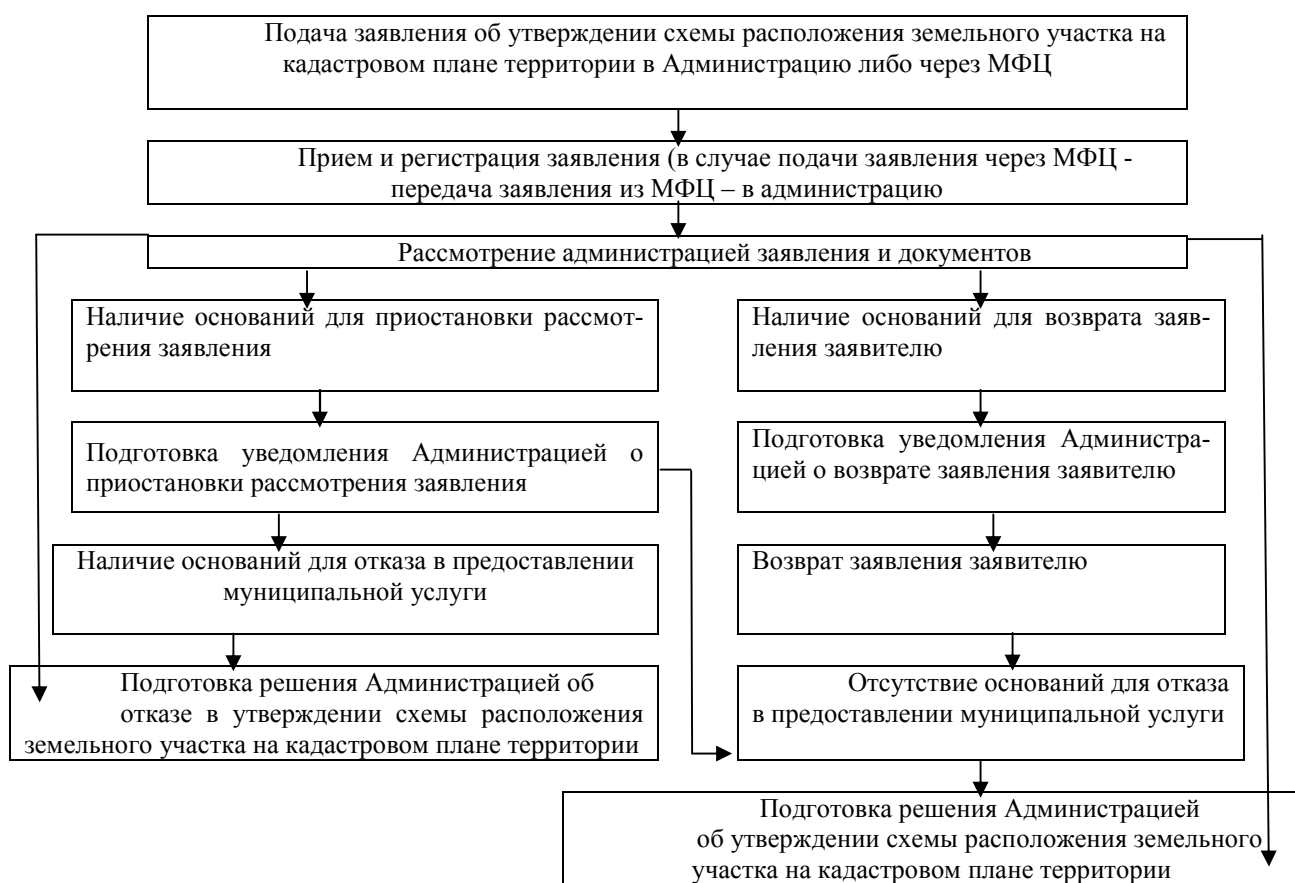 Подача заявления об утверждении схемы расположения земельного участка на
кадастровом плане территории в Администрацию либо через МФЦ
Прием и регистрация заявления (в случае подачи заявления через МФЦ -
передача заявления из МФЦ – в администрацию
Рассмотрение администрацией заявления и документов
Наличие оснований для приостановки рассмот-
рения заявления
Наличие оснований для возврата заяв-
ления заявителю
Подготовка уведомления Администрацией о
приостановки рассмотрения заявления
Подготовка уведомления Администра-
цией о возврате заявления заявителю
Наличие оснований для отказа в предоставлении
муниципальной услуги
Возврат заявления заявителю
Подготовка решения Администрацией об
отказе в утверждении схемы расположения
земельного участка на кадастровом плане территории
Отсутствие оснований для отказа
в предоставлении муниципальной услуги
Подготовка решения Администрацией
об утверждении схемы расположения земельного
участка на кадастровом плане территории